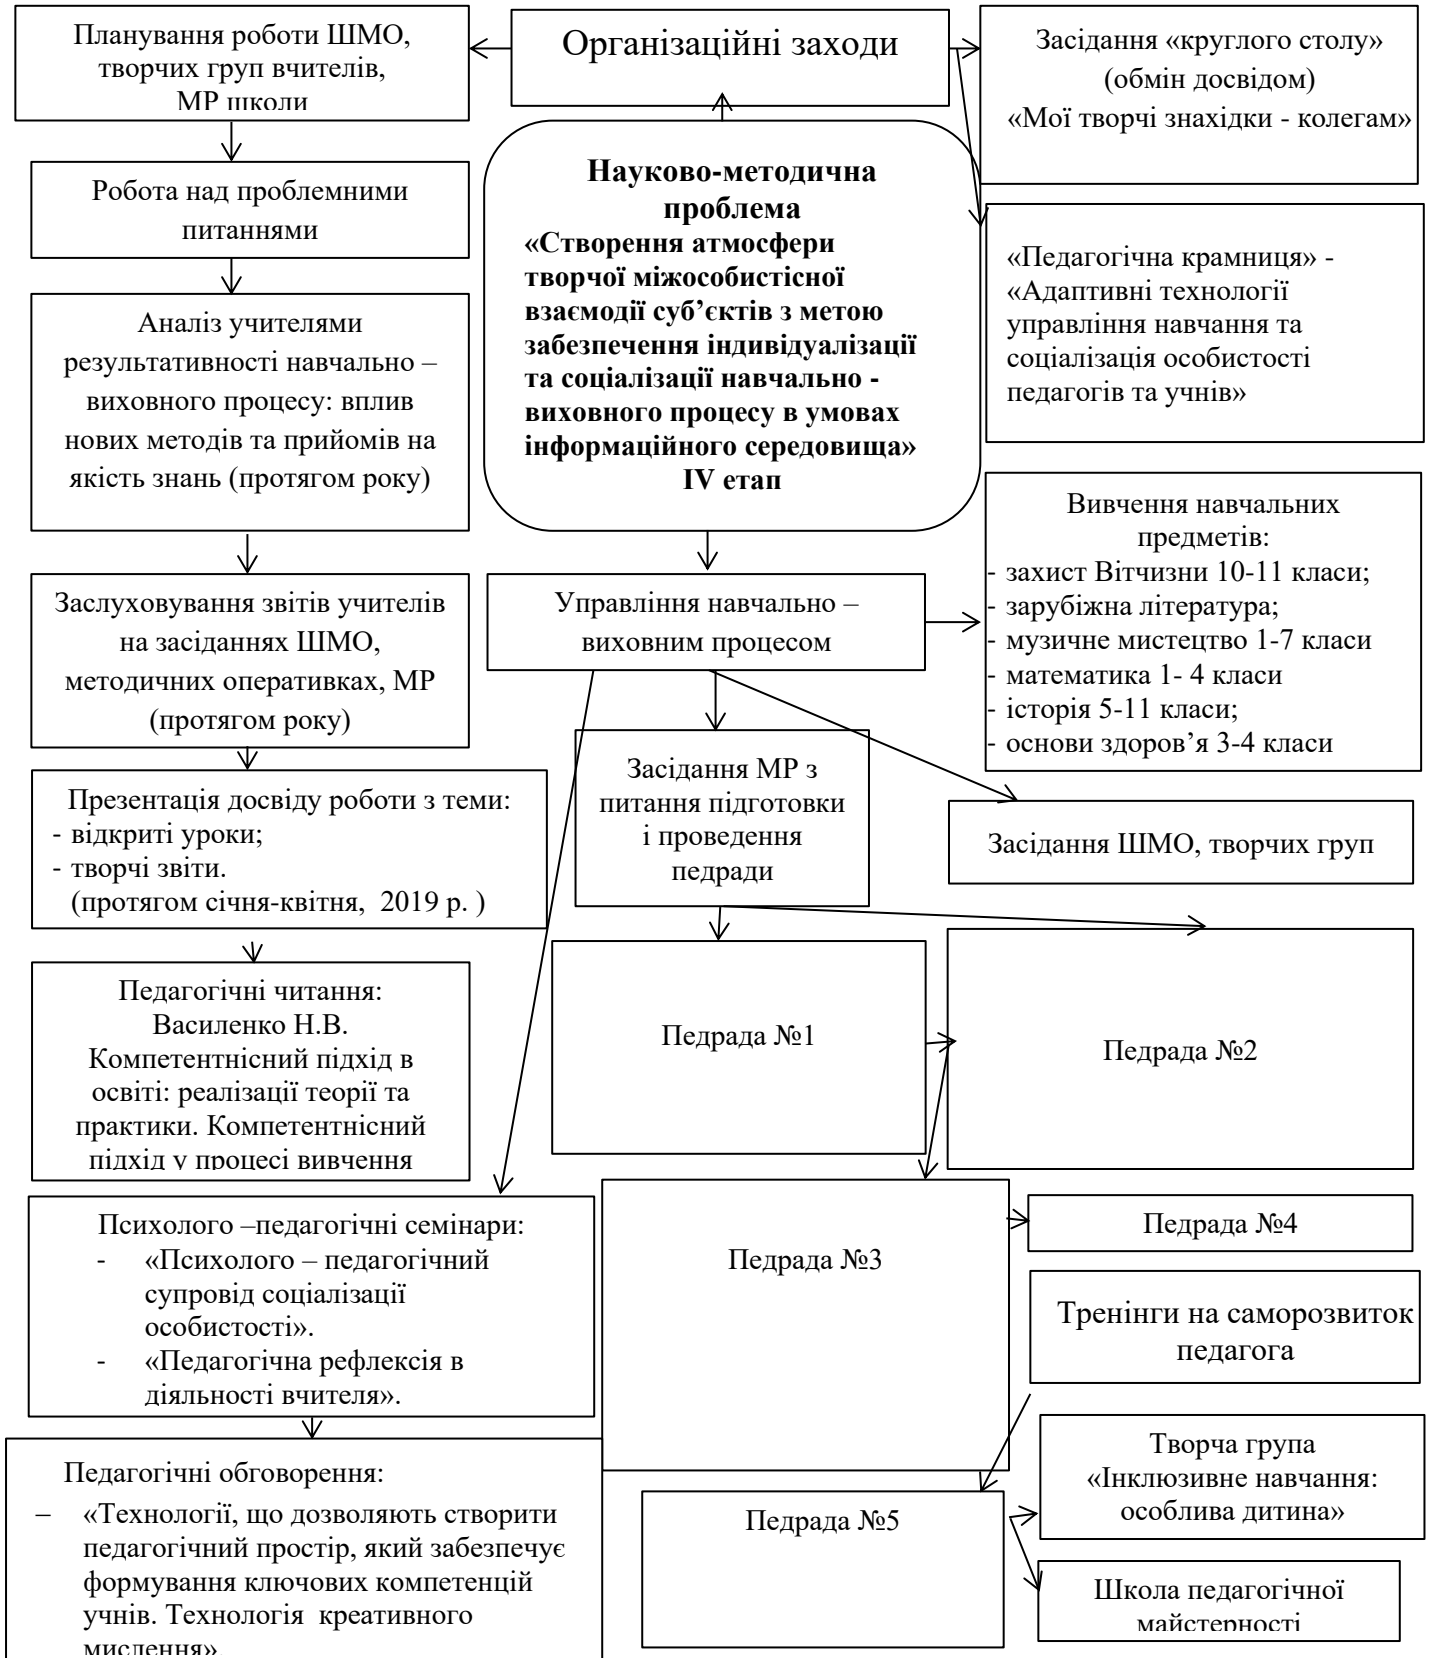 Планування роботи ШМО,
творчих груп вчителів,
МР школи
Організаційні заходи
Засідання «круглого столу»
(обмін досвідом)
«Мої творчі знахідки - колегам»
Робота над проблемними
питаннями
Науково-методична
проблема
«Створення атмосфери
творчої міжособистісної
взаємодії суб’єктів з метою
забезпечення індивідуалізації
та соціалізації навчально -
виховного процесу в умовах
інформаційного середовища»
IV етап
«Педагогічна крамниця» -
«Адаптивні технології
управління навчання та
соціалізація особистості
педагогів та учнів»
Аналіз учителями
результативності навчально –
виховного процесу: вплив
нових методів та прийомів на
якість знань (протягом року)
Вивчення навчальних
предметів:
- захист Вітчизни 10-11 класи;
- зарубіжна література;
- музичне мистецтво 1-7 класи
- математика 1- 4 класи
- історія 5-11 класи;
- основи здоров’я 3-4 класи
Заслуховування звітів учителів
на засіданнях ШМО,
методичних оперативках, МР
(протягом року)
Управління навчально –
виховним процесом
Засідання МР з
питання підготовки
і проведення
педради
Засідання ШМО, творчих груп
Презентація досвіду роботи з теми:
- відкриті уроки;
- творчі звіти.
(протягом січня-квітня, 2019 р. )
Педагогічні читання:
Василенко Н.В.
Компетентнісний підхід в
освіті: реалізації теорії та
практики. Компетентнісний
підхід у процесі вивчення
Педрада №1
Педрада №2
Психолого –педагогічні семінари:
- «Психолого – педагогічний
супровід соціалізації
особистості».
- «Педагогічна рефлексія в
діяльності вчителя».
Педрада №3
Педрада №4
Тренінги на саморозвиток
педагога
Педагогічні обговорення:
– «Технології, що дозволяють створити
педагогічний простір, який забезпечує
формування ключових компетенцій
учнів. Технологія креативного
мислення».
Педрада №5
Творча група
«Інклюзивне навчання:
особлива дитина»
Школа педагогічної
майстерності